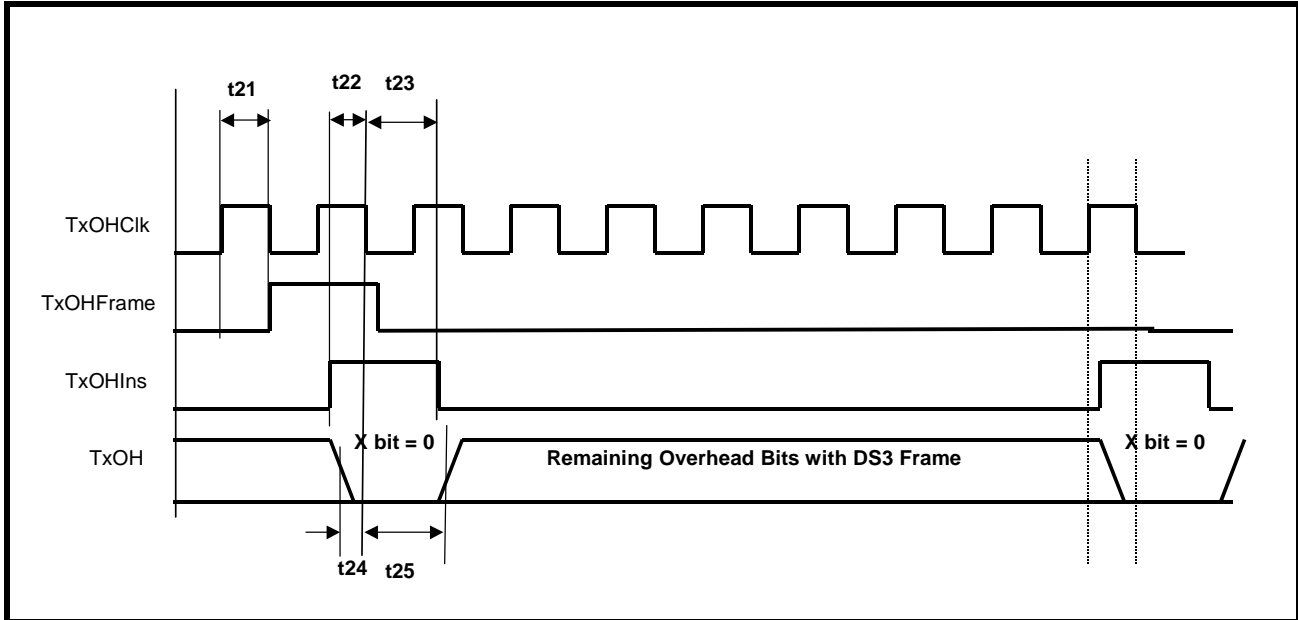 t21
t22
t23
TxOHClk
TxOHFrame
TxOHIns
X bit = 0
X bit = 0
TxOH
Remaining Overhead Bits with DS3 Frame
t24
t25